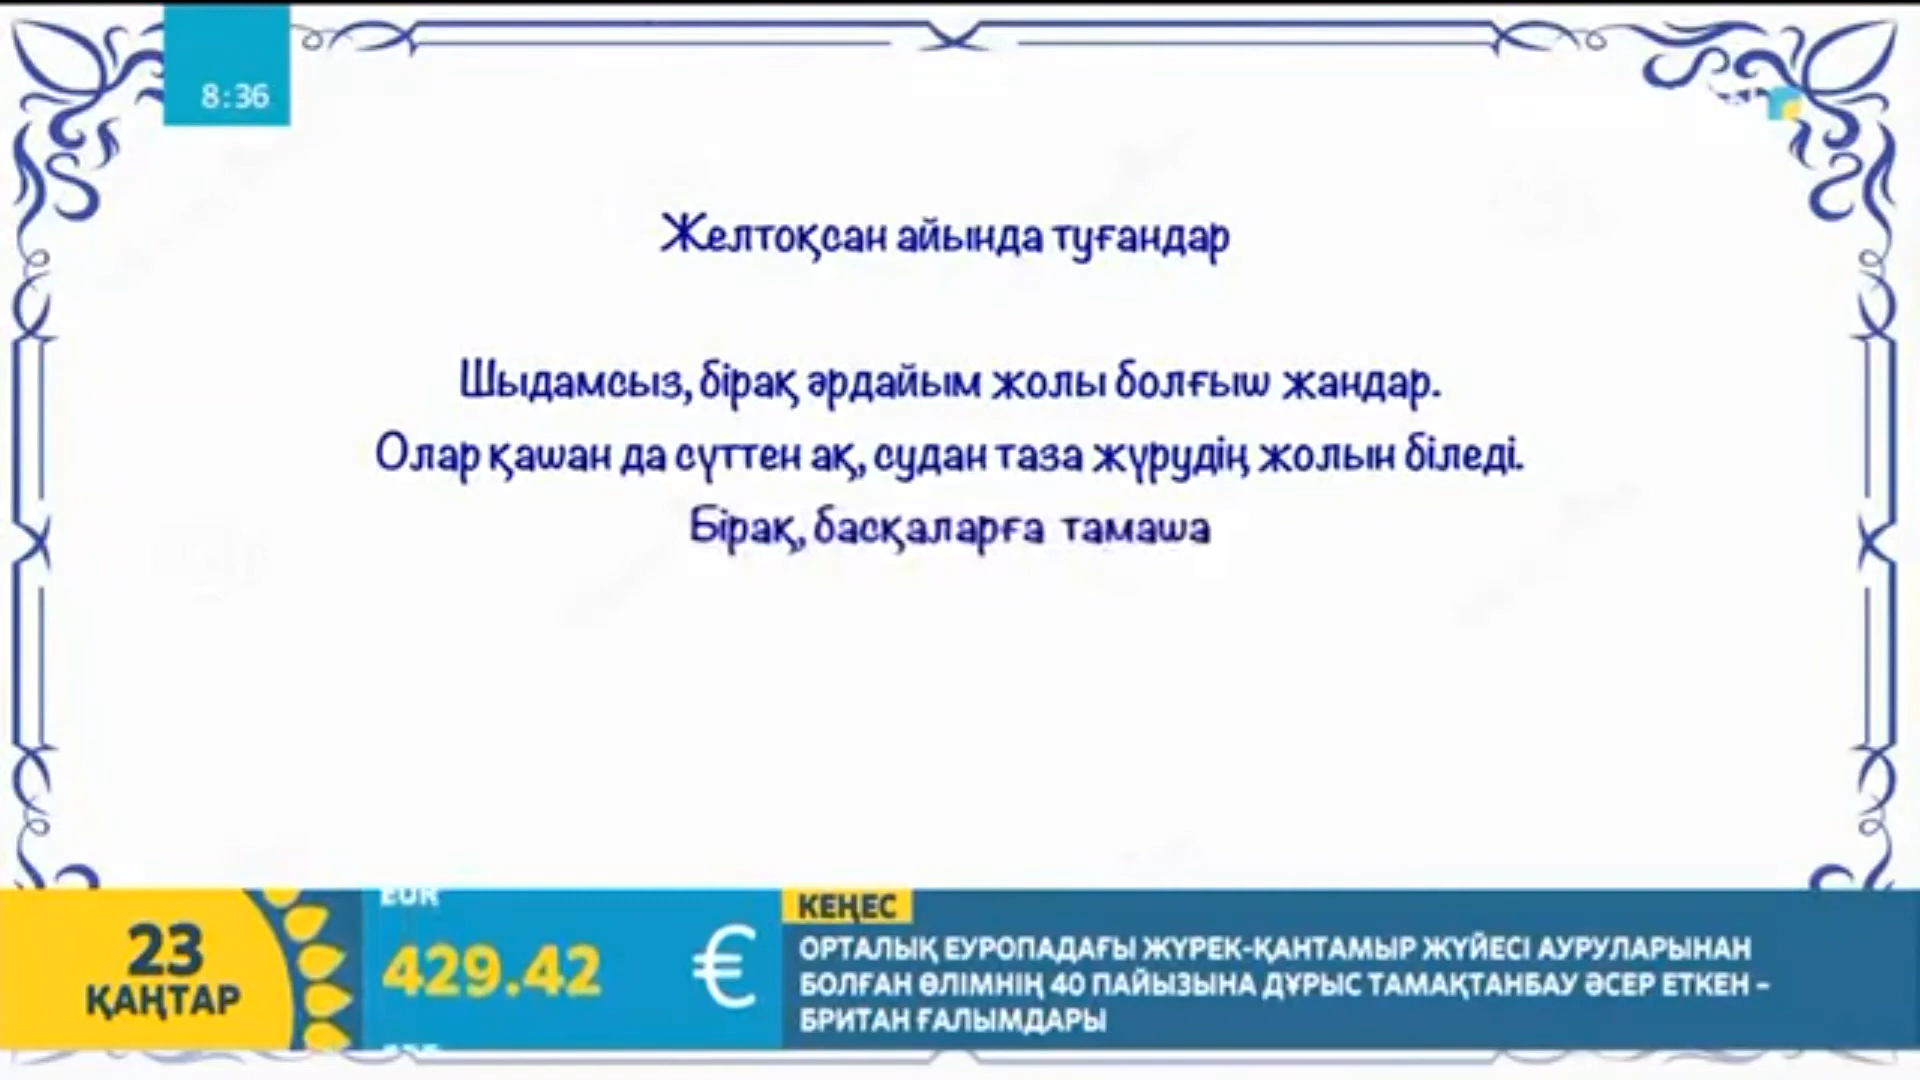 8:36
Желтоқсан айында туғандар
Шыдамсыз, бірақ әрдайым жолы болғыш жандар.
Олар қашан да сүттен ақ, судан таза жүрудің жолын біледі.
Бірақ, басқаларға тамаша
23
ҚАҢТАР
EUR
429.42
€
КЕҢЕС
ОРТАЛЫҚ ЕУРОПАДАҒЫ ЖҮРЕК-ҚАНТАМЫР ЖҮЙЕСІ АУРУЛАРЫНАН
БОЛҒАН ӨЛІМНІҢ 40 ПАЙЫЗЫНА ДҰРЫС ТАМАҚТАНБАУ ӘСЕР ЕТКЕН –
БРИТАН ҒАЛЫМДАРЫ